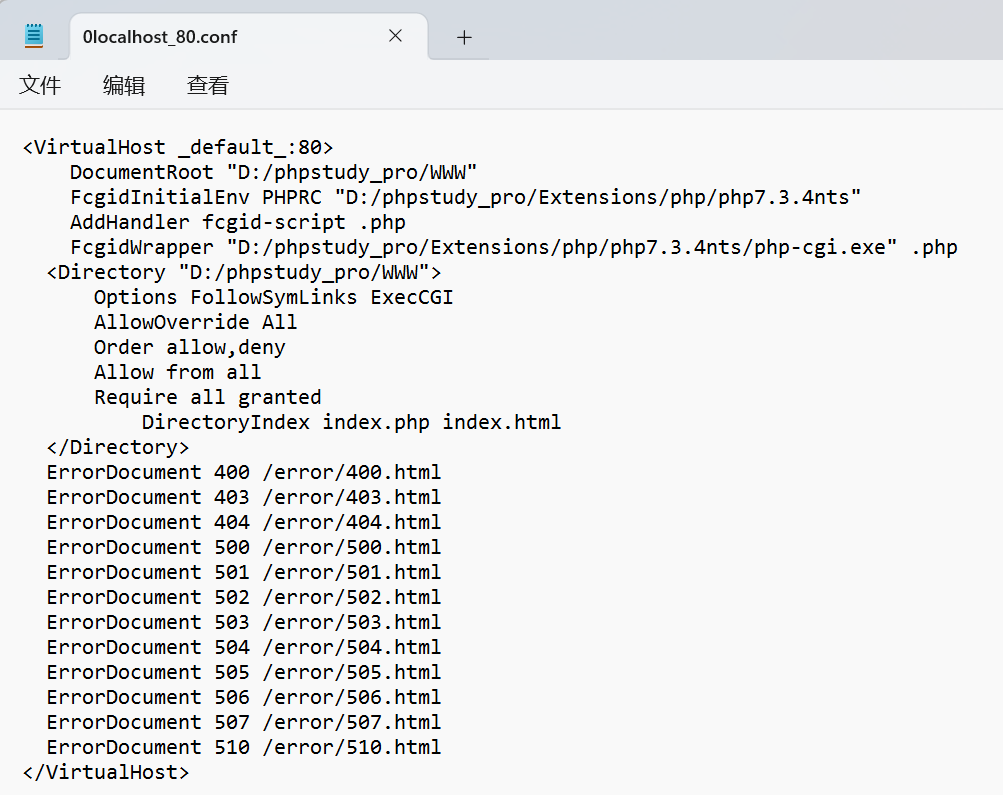 0localhost_80.conf
文件 编辑 查看
<VirtualHost _default_:80>
    DocumentRoot "D:/phpstudy_pro/WWW"
    FcgidInitialEnv PHPRC "D:/phpstudy_pro/Extensions/php/php7.3.4nts"
    AddHandler fcgid-script .php
    FcgidWrapper "D:/phpstudy_pro/Extensions/php/php7.3.4nts/php-cgi.exe" .php
  <Directory "D:/phpstudy_pro/WWW">
      Options FollowSymLinks ExecCGI
      AllowOverride All
      Order allow,deny
      Allow from all
      Require all granted
          DirectoryIndex index.php index.html
  </Directory>
  ErrorDocument 400 /error/400.html
  ErrorDocument 403 /error/403.html
  ErrorDocument 404 /error/404.html
  ErrorDocument 500 /error/500.html
  ErrorDocument 501 /error/501.html
  ErrorDocument 502 /error/502.html
  ErrorDocument 503 /error/503.html
  ErrorDocument 504 /error/504.html
  ErrorDocument 505 /error/505.html
  ErrorDocument 506 /error/506.html
  ErrorDocument 507 /error/507.html
  ErrorDocument 510 /error/510.html
</VirtualHost>